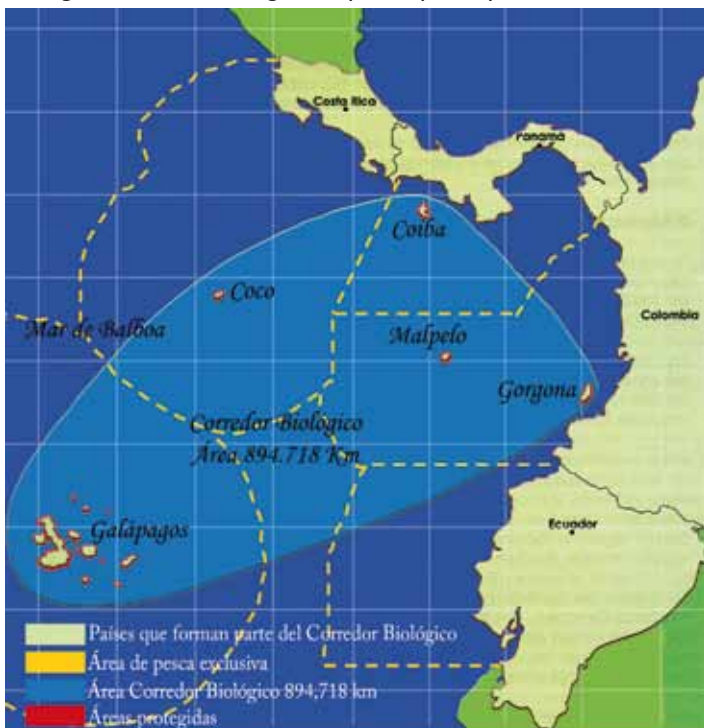 Costa Rica
Panamá
Coiba
Coco
Colombia
Mar de Balboa
Malpelo
Gorgona
Corredor Biológico
Área 894.718 Km
Galápagos
Ecuador
Países que forman parte del Corredor Biológico
Área de pesca exclusiva
Área Corredor Biológico 894,718 km
Áreas protegidas